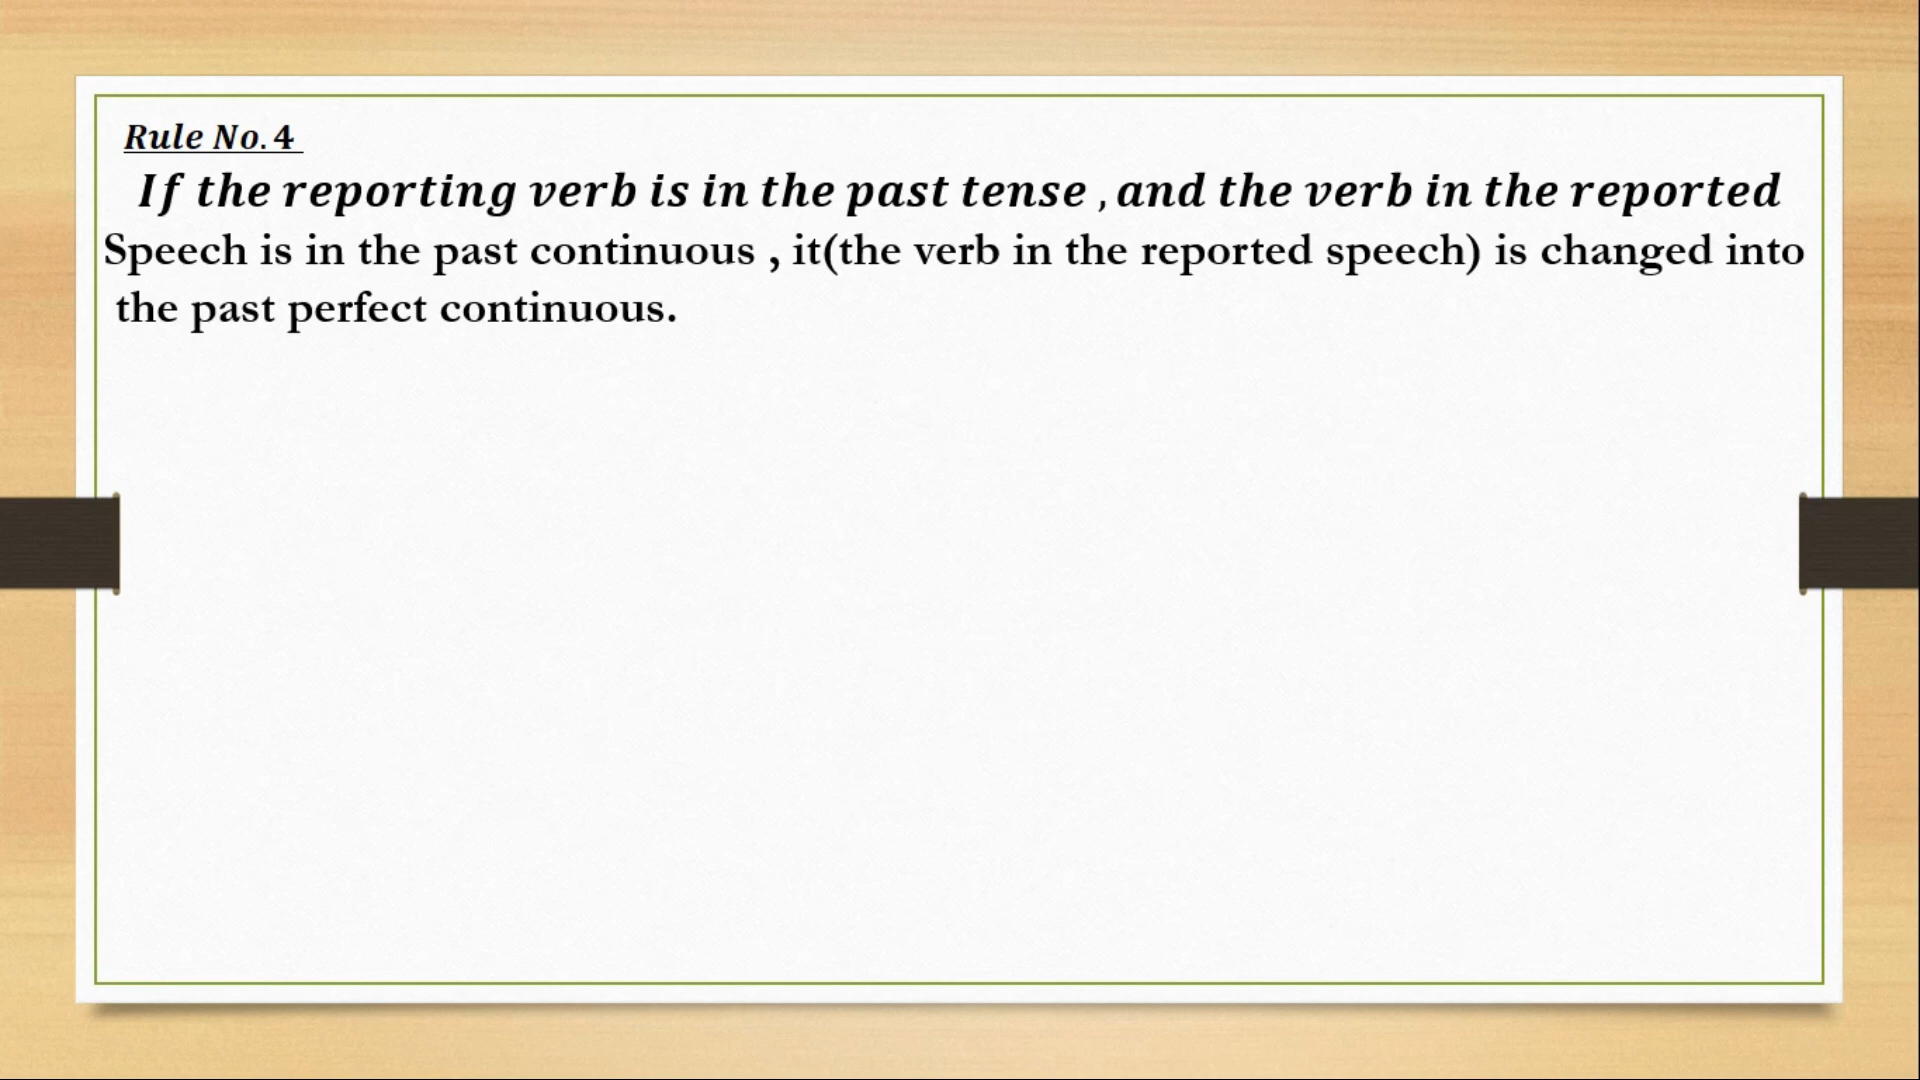 Rule No. 4
If the reporting verb is in the past tense , and the verb in the reported
Speech is in the past continuous , it(the verb in the reported speech) is changed into
the past perfect continuous.